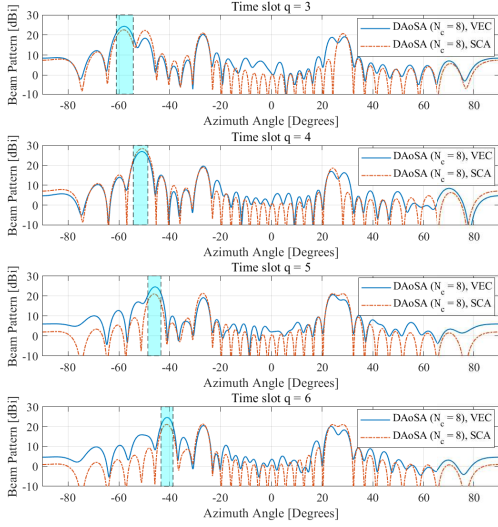 Time slot q = 3
Beam Pattern [dBi]
30
20
10
0
-10
DAoSA (N_c = 8), VEC
DAoSA (N_c = 8), SCA
-80 -60 -40 -20 0 20 40 60 80
Azimuth Angle [Degrees]
Time slot q = 4
Beam Pattern [dBi]
30
20
10
0
-10
DAoSA (N_c = 8), VEC
DAoSA (N_c = 8), SCA
-80 -60 -40 -20 0 20 40 60 80
Azimuth Angle [Degrees]
Time slot q = 5
Beam Pattern [dBi]
30
20
10
0
-10
DAoSA (N_c = 8), VEC
DAoSA (N_c = 8), SCA
-80 -60 -40 -20 0 20 40 60 80
Azimuth Angle [Degrees]
Time slot q = 6
Beam Pattern [dBi]
30
20
10
0
-10
DAoSA (N_c = 8), VEC
DAoSA (N_c = 8), SCA
-80 -60 -40 -20 0 20 40 60 80
Azimuth Angle [Degrees]